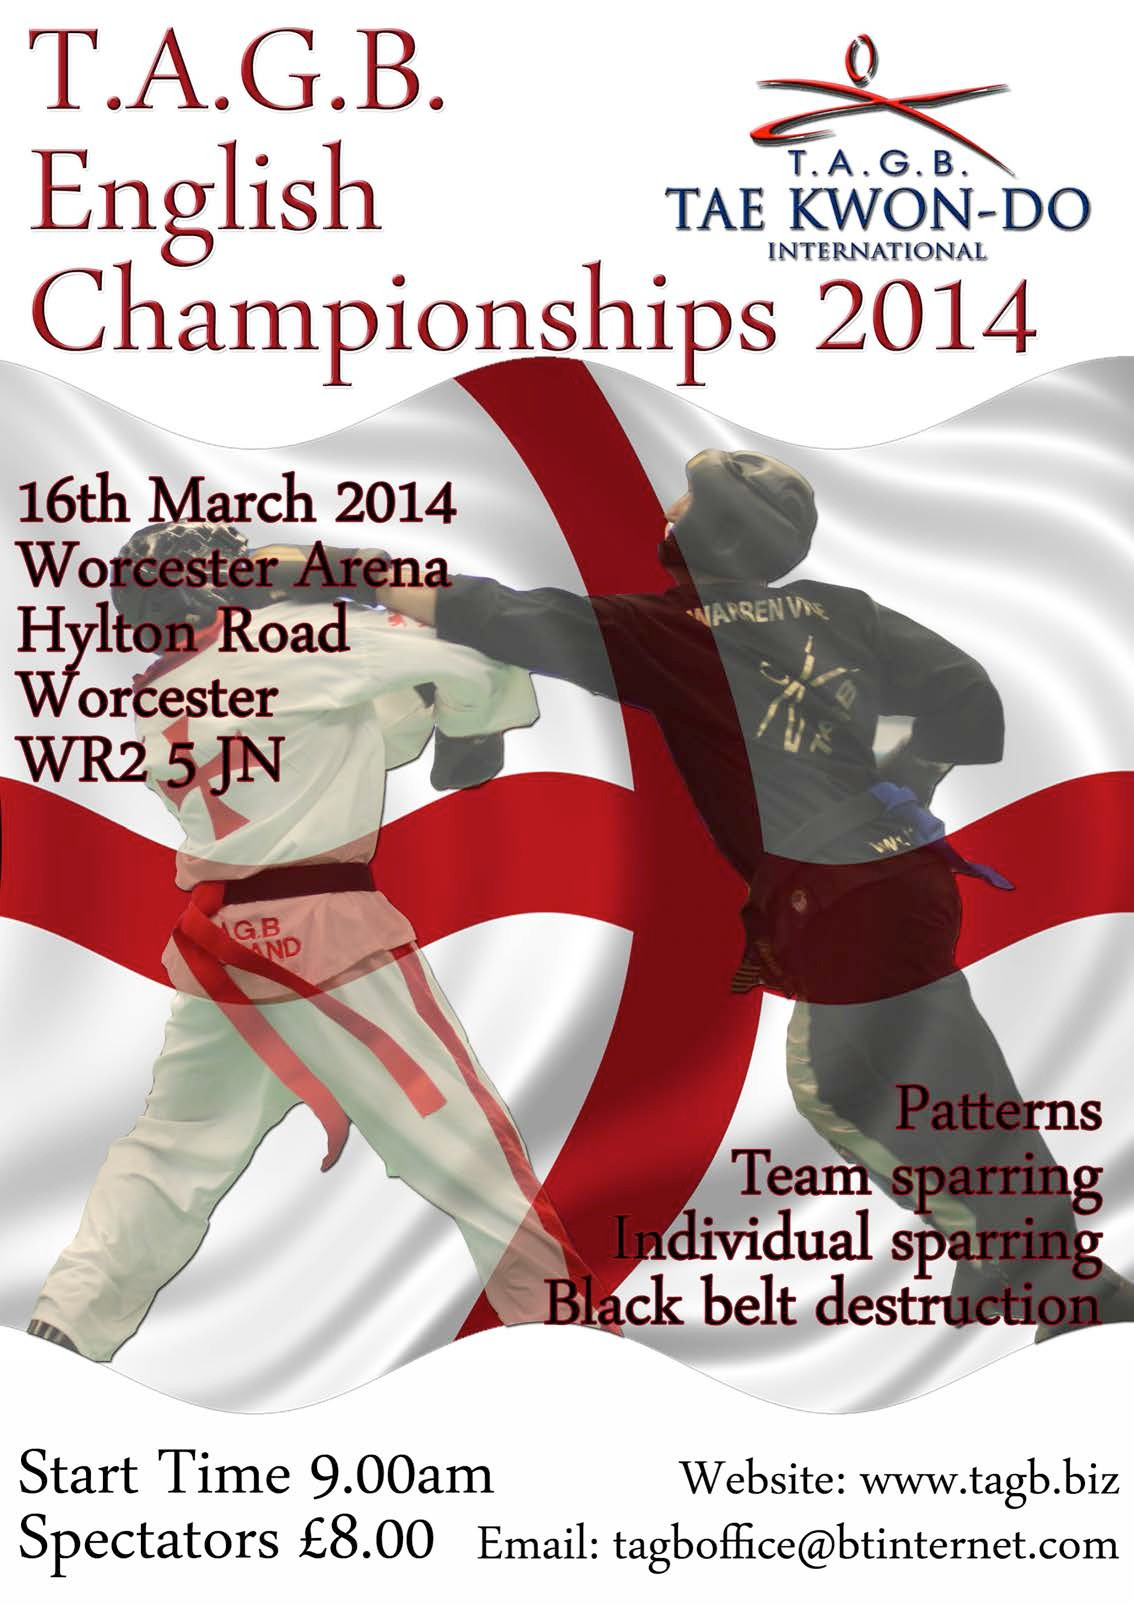 T.A.G.B.
English
Championships 2014
T.A.G.B.
TAE KWON-DO
INTERNATIONAL
16th March 2014
Worcester Arena
Hylton Road
Worcester
WR2 5 JN
WARREN
G.B
AND
Patterns
Team sparring
Individual sparring
Black belt destruction
Start Time 9.00am
Spectators £8.00
Website: www.tagb.biz
Email: tagboffice@btinternet.com